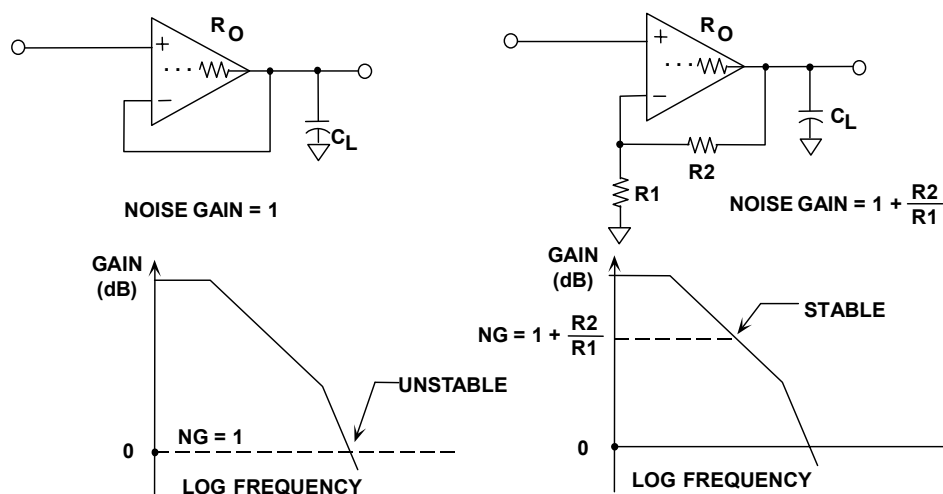 R O
+
−
C L
NOISE GAIN = 1
GAIN
(dB)
UNSTABLE
0
NG = 1
LOG FREQUENCY
R O
+
−
C L
R2
R1
NOISE GAIN = 1 + R2
R1
GAIN
(dB)
STABLE
NG = 1 + R2
R1
0
LOG FREQUENCY